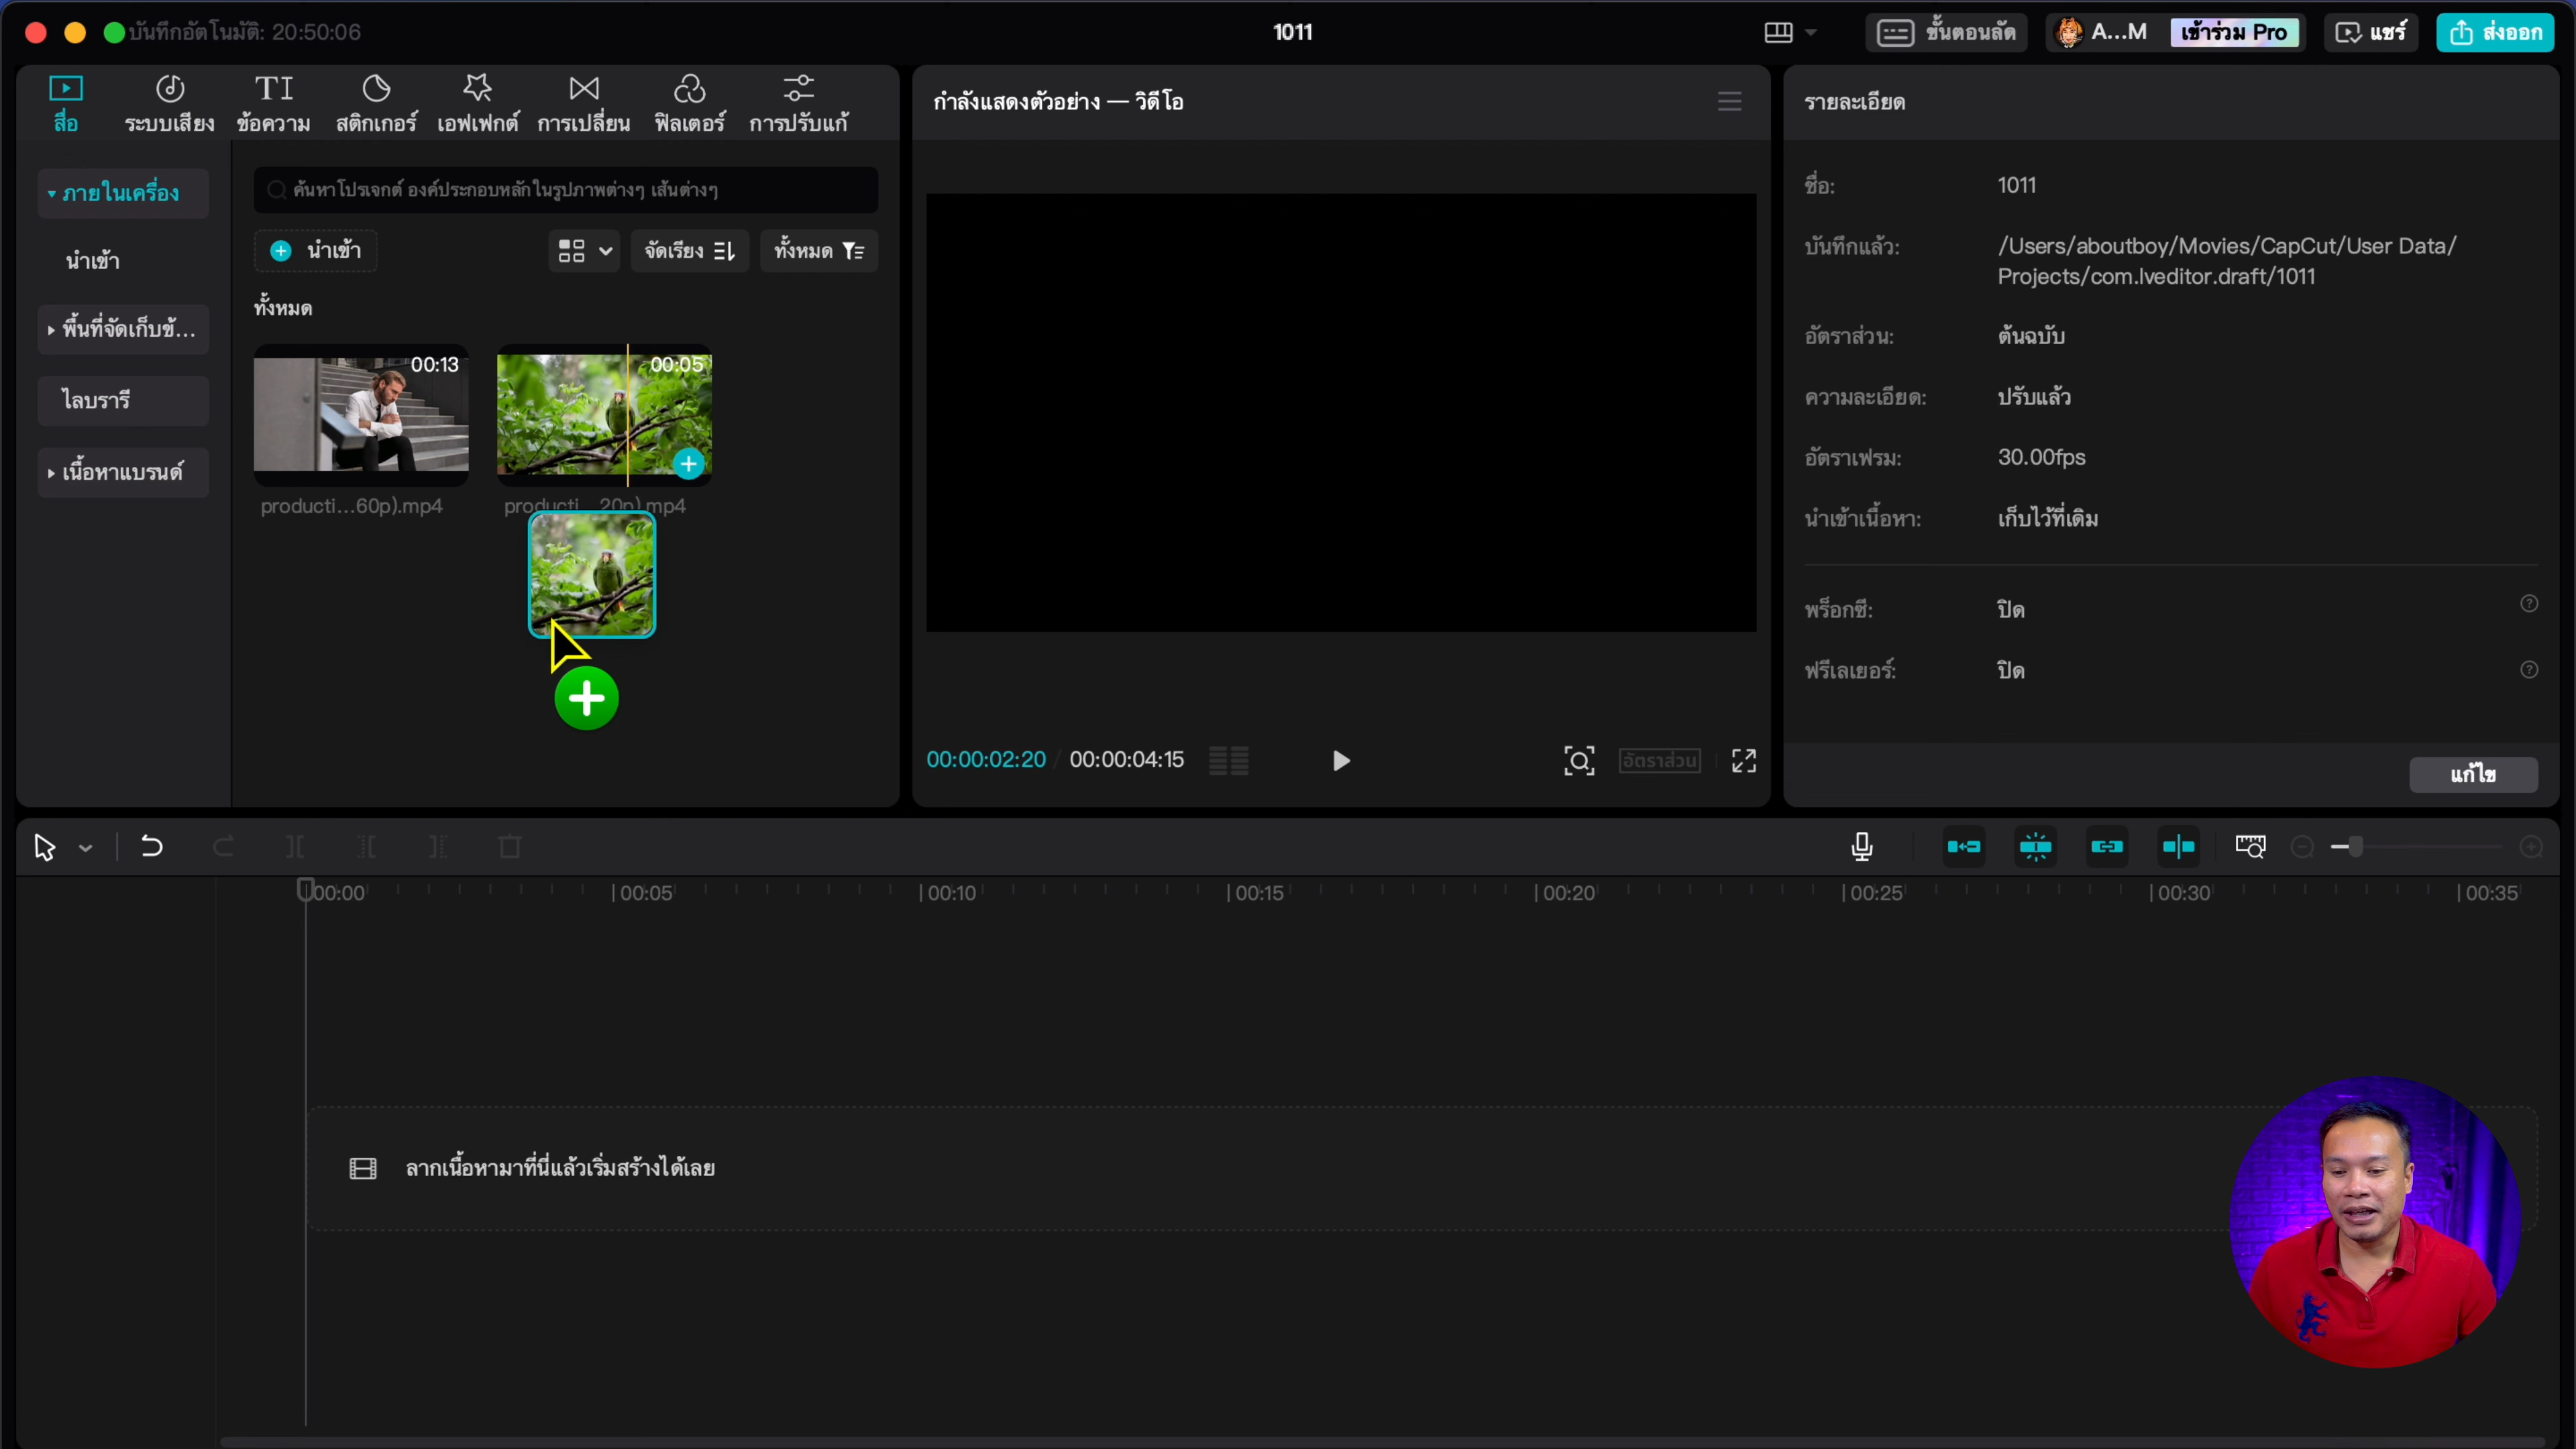 บันทึกอัตโนมัติ: 20:50:06
1011
ขั้นตอนลัด
A...M
เข้าร่วม Pro
แชร์
ส่งออก
สื่อ
ระบบเสียง
ข้อความ
สติกเกอร์
เอฟเฟกต์
การเปลี่ยน
ฟิลเตอร์
การปรับแก้
ภายในเครื่อง
นำเข้า
พื้นที่จัดเก็บข้...
ไลบรารี
เนื้อหาแบรนด์
ค้นหาโปรเจกต์ องค์ประกอบหลักในรูปภาพต่างๆ เส้นต่างๆ
นำเข้า
จัดเรียง
ทั้งหมด
ทั้งหมด
00:13
00:05
producti...60p).mp4
producti...20p).mp4
กำลังแสดงตัวอย่าง — วิดีโอ
00:00:02:20 / 00:00:04:15
อัตราส่วน
รายละเอียด
ชื่อ: 1011
บันทึกแล้ว: /Users/aboutboy/Movies/CapCut/User Data/
Projects/com.lveditor.draft/1011
อัตราส่วน: ต้นฉบับ
ความละเอียด: ปรับแล้ว
อัตราเฟรม: 30.00fps
นำเข้าเนื้อหา: เก็บไว้ที่เดิม
พร็อกซี: ปิด
ฟรีเลเยอร์: ปิด
แก้ไข
00:00 00:05 00:10 00:15 00:20 00:25 00:30 00:35
ลากเนื้อหามาที่นี่แล้วเริ่มสร้างได้เลย